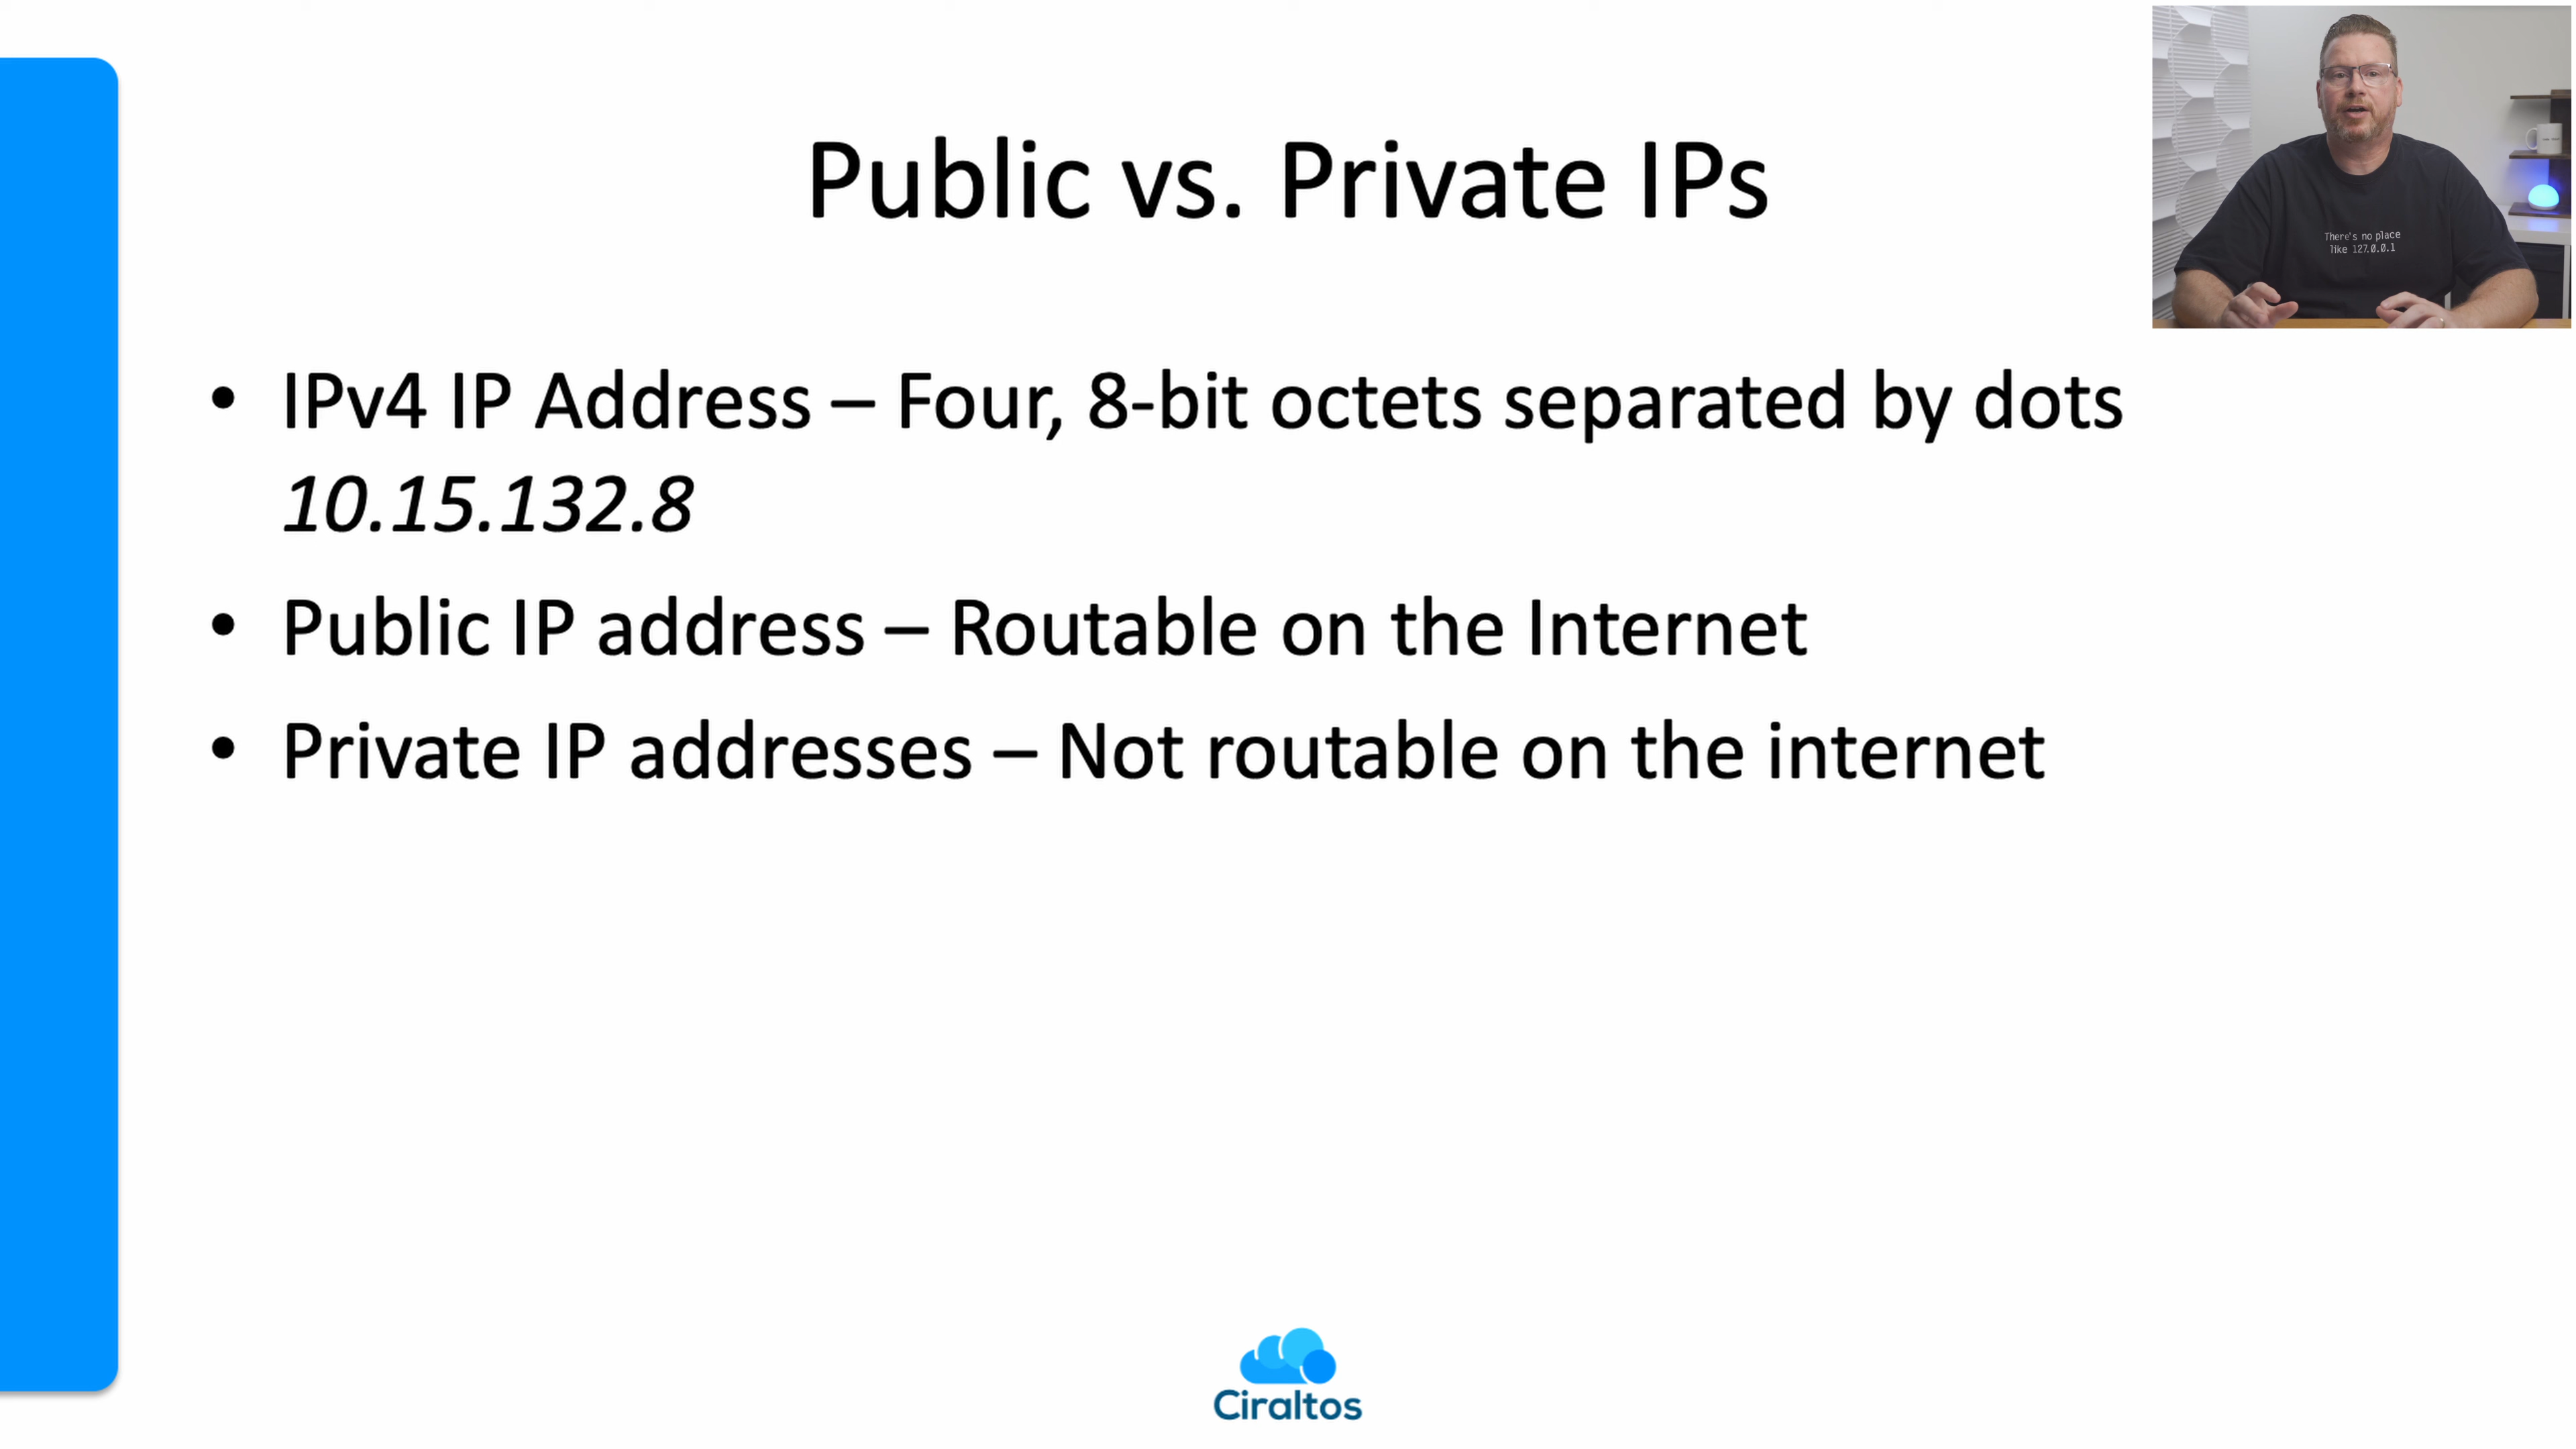 Public vs. Private IPs
There's no place
like 127.0.0.1
• IPv4 IP Address – Four, 8-bit octets separated by dots
10.15.132.8
• Public IP address – Routable on the Internet
• Private IP addresses – Not routable on the internet
Ciraltos